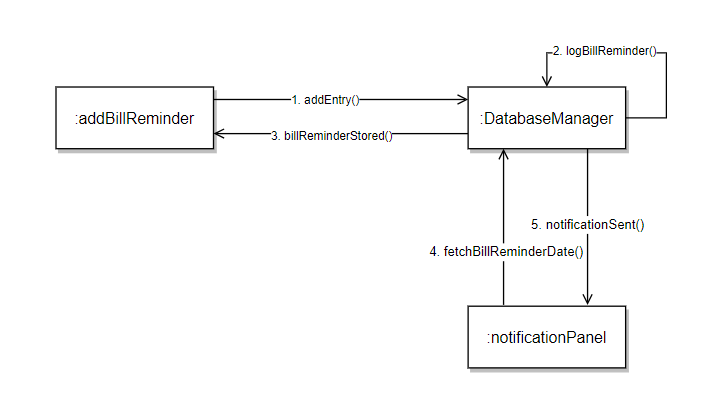 2. logBillReminder()
:addBillReminder
1. addEntry()
:DatabaseManager
3. billReminderStored()
5. notificationSent()
4. fetchBillReminderDate()
:notificationPanel